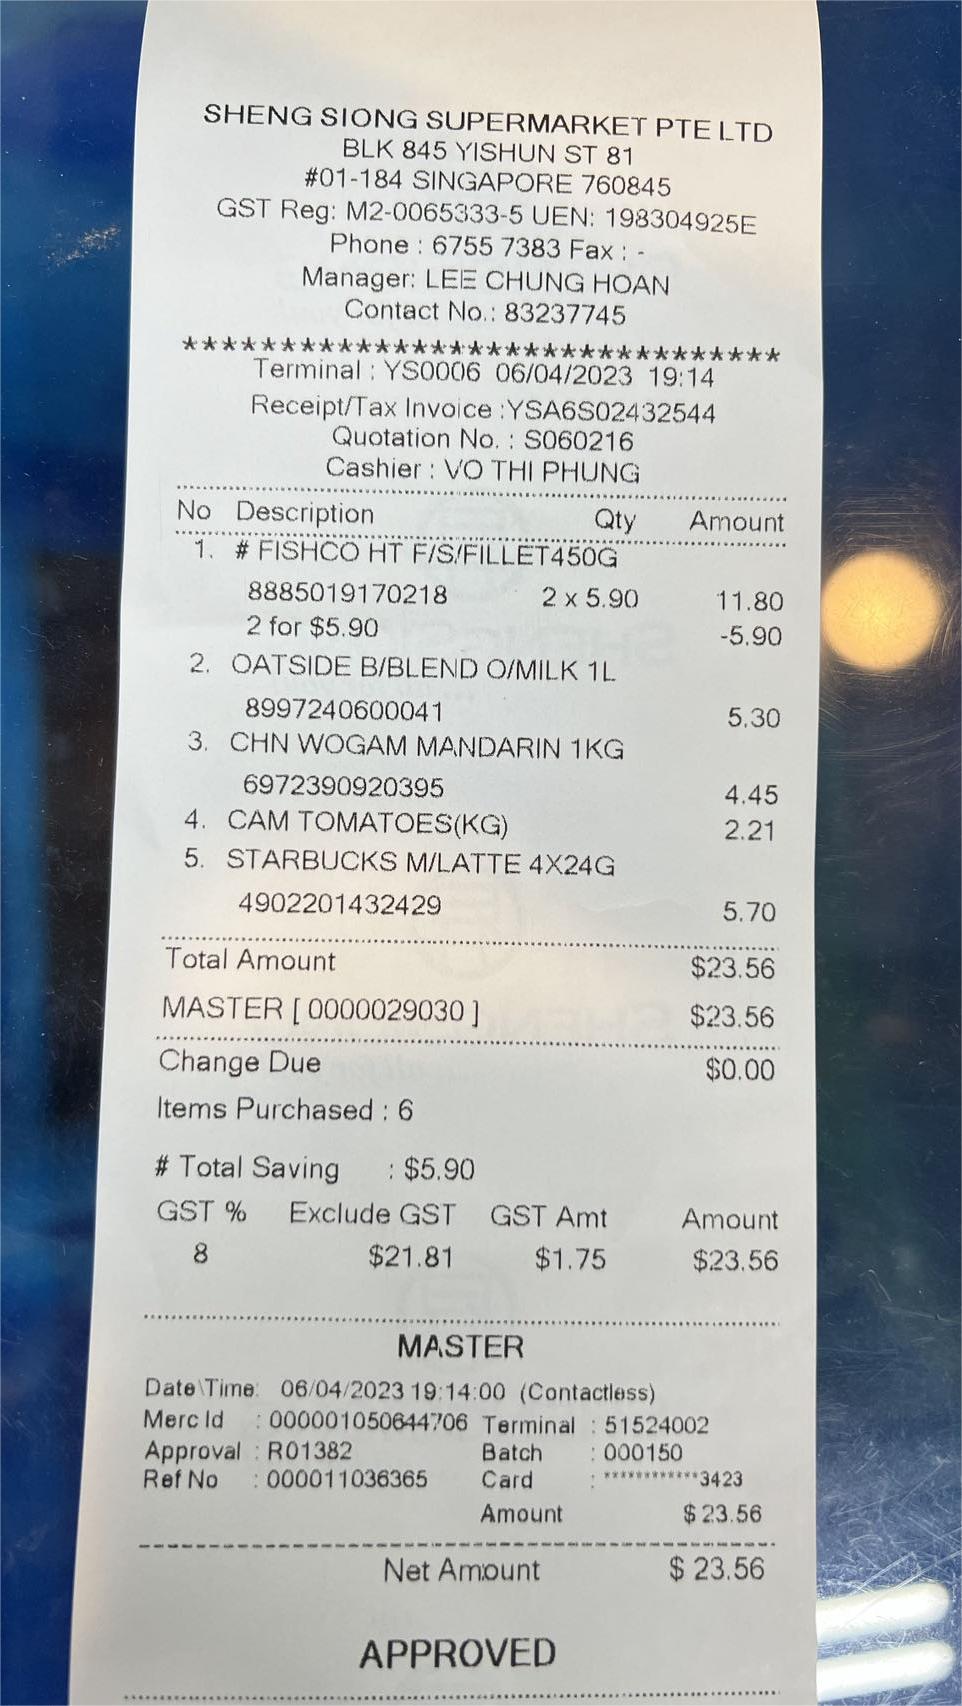 SHENG SIONG SUPERMARKET PTE LTD
BLK 845 YISHUN ST 81
#01-184 SINGAPORE 760845
GST Reg: M2-0065333-5 UEN: 198304925E
Phone : 6755 7383 Fax : -
Manager: LEE CHUNG HOAN
Contact No.: 83237745
*******************************
Terminal : YS0006 06/04/2023 19:14
Receipt/Tax Invoice :YSA6S02432544
Quotation No. : S060216
Cashier : VO THI PHUNG
No Description Qty Amount
1. # FISHCO HT F/S/FILLET450G
8885019170218 2 x 5.90 11.80
2 for $5.90 -5.90
2. OATSIDE B/BLEND O/MILK 1L
8997240600041 5.30
3. CHN WOGAM MANDARIN 1KG
6972390920395 4.45
4. CAM TOMATOES(KG) 2.21
5. STARBUCKS M/LATTE 4X24G
4902201432429 5.70
Total Amount $23.56
MASTER [ 0000029030 ] $23.56
Change Due $0.00
Items Purchased : 6
# Total Saving : $5.90
GST % Exclude GST GST Amt Amount
8 $21.81 $1.75 $23.56
MASTER
Date\Time: 06/04/2023 19:14:00 (Contactless)
Merc Id : 000001050644706 Terminal : 51524002
Approval : R01382 Batch : 000150
Ref No : 000011036365 Card : ************3423
Amount $ 23.56
Net Amount $ 23.56
APPROVED